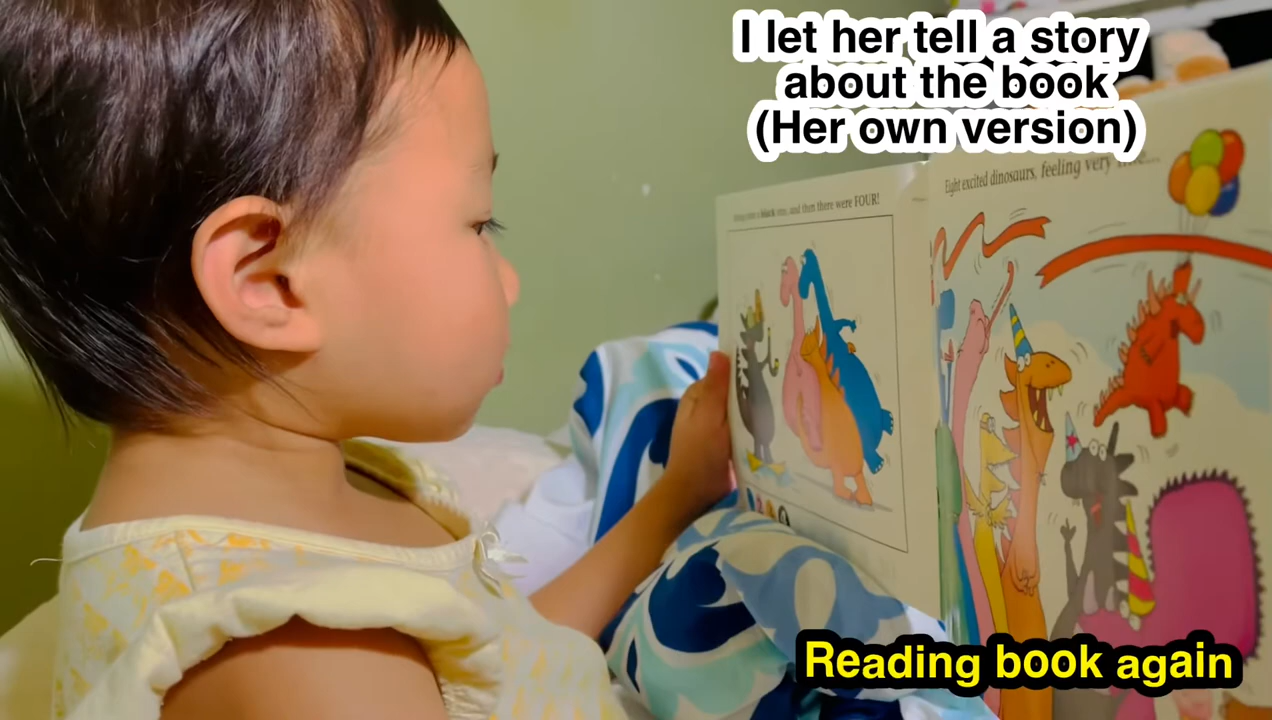 I let her tell a story
about the book
(Her own version)
and then there were FOUR!
Eight excited dinosaurs, feeling very
Reading book again